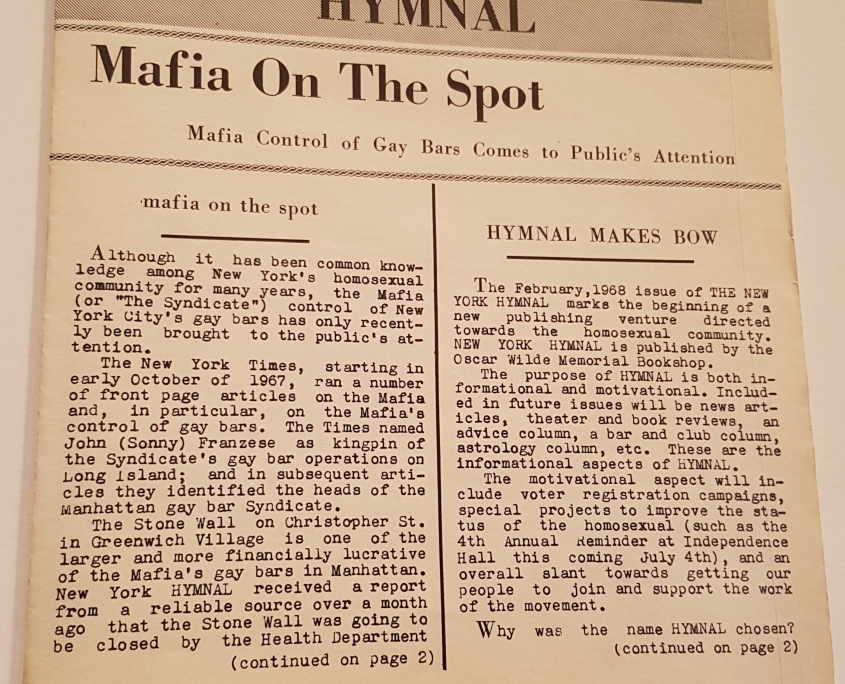 HYMNAL
Mafia On The Spot
Mafia Control of Gay Bars Comes to Public's Attention
mafia on the spot
Although it has been common know-
ledge among New York's homosexual
community for many years, the Mafia
(or "The Syndicate") control of New
York City's gay bars has only recent-
ly been brought to the public's at-
tention.
The New York Times, starting in
early October of 1967, ran a number
of front page articles on the Mafia
and, in particular, on the Mafia's
control of gay bars. The Times named
John (Sonny) Franzese as kingpin of
the Syndicate's gay bar operations on
Long Island; and in subsequent arti-
cles they identified the heads of the
Manhattan gay bar Syndicate.
The Stone Wall on Christopher St.
in Greenwich Village is one of the
larger and more financially lucrative
of the Mafia's gay bars in Manhattan.
New York HYMNAL received a report
from a reliable source over a month
ago that the Stone Wall was going to
be closed by the Health Department
(continued on page 2)
HYMNAL MAKES BOW
The February, 1968 issue of THE NEW
YORK HYMNAL marks the beginning of a
new publishing venture directed
towards the homosexual community.
NEW YORK HYMNAL is published by the
Oscar Wilde Memorial Bookshop.
The purpose of HYMNAL is both in-
formational and motivational. Includ-
ed in future issues will be news art-
icles, theater and book reviews, an
advice column, a bar and club column,
astrology column, etc. These are the
informational aspects of HYMNAL.
The motivational aspect will in-
clude voter registration campaigns,
special projects to improve the sta-
tus of the homosexual (such as the
4th Annual Reminder at Independence
Hall this coming July 4th), and an
overall slant towards getting our
people to join and support the work
of the movement.
Why was the name HYMNAL chosen?
(continued on page 2)